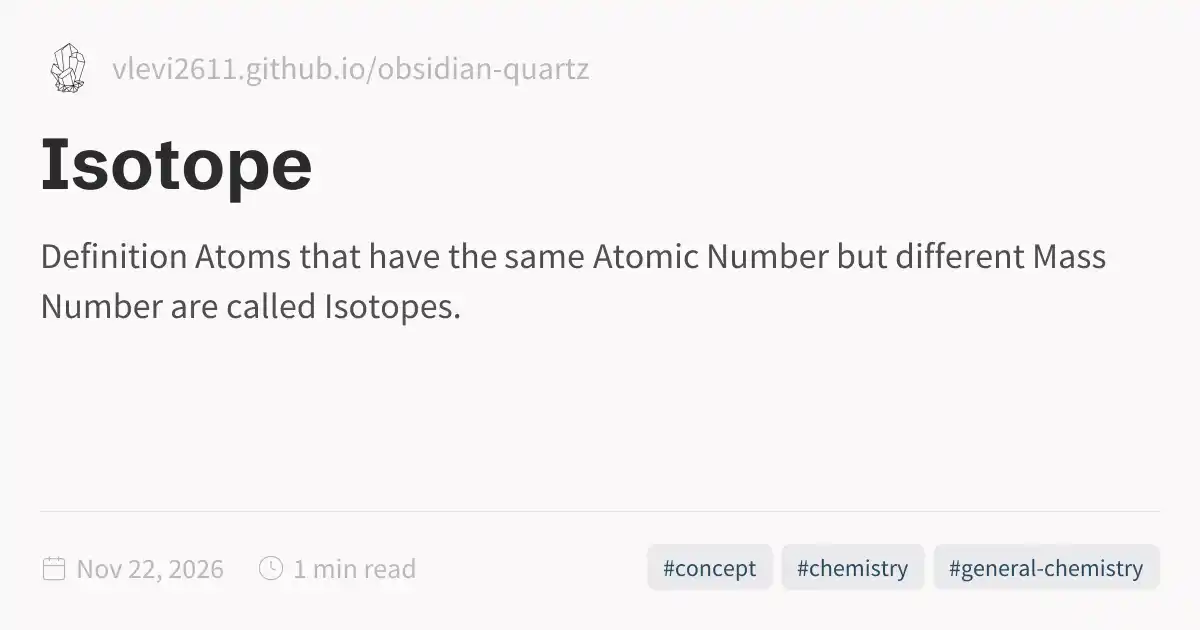 vlevi2611.github.io/obsidian-quartz
Isotope
Definition Atoms that have the same Atomic Number but different Mass
Number are called Isotopes.
Nov 22, 2026 1 min read #concept #chemistry #general-chemistry